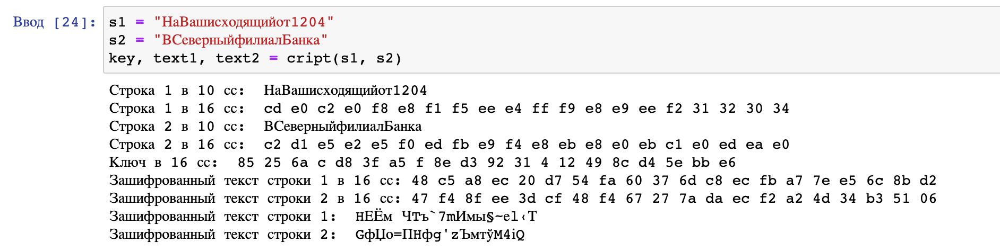 Ввод [24]: s1 = "НаВашисходящийот1204"
s2 = "ВСеверныйфилиалБанка"
key, text1, text2 = cript(s1, s2)
Строка 1 в 10 сс: НаВашисходящийот1204
Строка 1 в 16 сс: cd e0 c2 e0 f8 e8 f1 f5 ee e4 ff f9 e8 e9 ee f2 31 32 30 34
Строка 2 в 10 сс: ВСеверныйфилиалБанка
Строка 2 в 16 сс: c2 d1 e5 e2 e5 f0 ed fb e9 f4 e8 eb e8 e0 eb c1 e0 ed ea e0
Ключ в 16 сс: 85 25 6a c d8 3f a5 f 8e d3 92 31 4 12 49 8c d4 5e bb e6
Зашифрованный текст строки 1 в 16 сс: 48 c5 a8 ec 20 d7 54 fa 60 37 6d c8 ec fb a7 7e e5 6c 8b d2
Зашифрованный текст строки 2 в 16 сс: 47 f4 8f ee 3d cf 48 f4 67 27 7a da ec f2 a2 4d 34 b3 51 06
Зашифрованный текст строки 1: HЕЁм ЧTъ`7mИмы§~еl‹Т
Зашифрованный текст строки 2: GфЏо=ПHфg'zЪмтўM4іQ